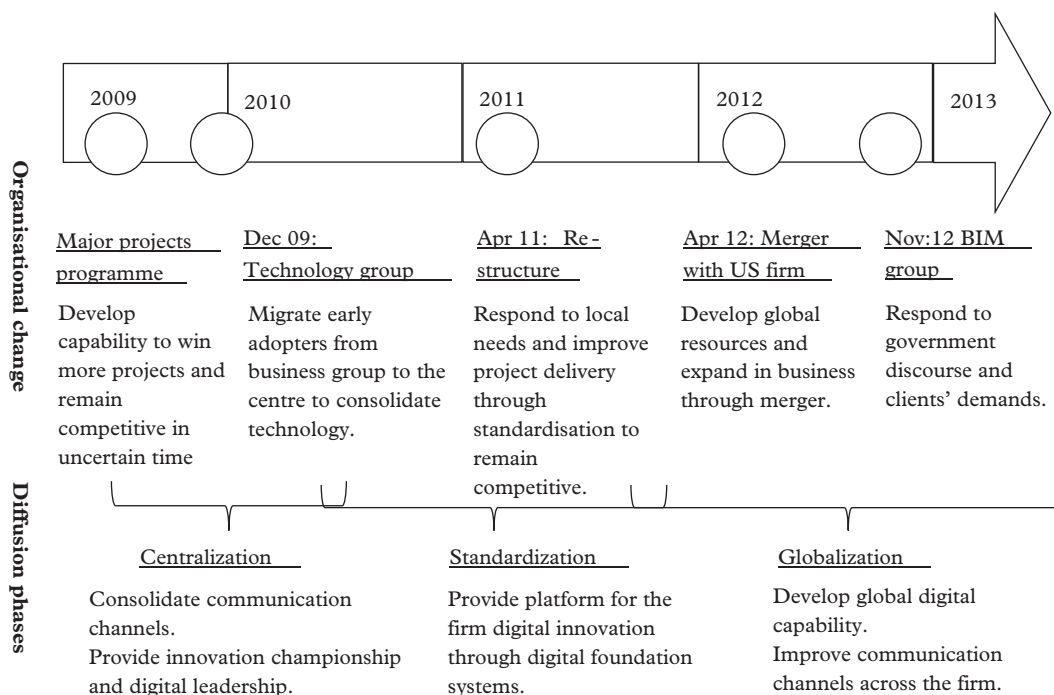 2009
2010
2011
2012
2013
Organisational change
Major projects
programme
Develop
capability to win
more projects and
remain
competitive in
uncertain time
Dec 09:
Technology group
Migrate early
adopters from
business group to the
centre to consolidate
technology.
Apr 11: Re-
structure
Respond to local
needs and improve
project delivery
through
standardisation to
remain
competitive.
Apr 12: Merger
with US firm
Develop global
resources and
expand in business
through merger.
Nov:12 BIM
group
Respond to
government
discourse and
clients’ demands.
Diffusion phases
Centralization
Consolidate communication
channels.
Provide innovation championship
and digital leadership.
Standardization
Provide platform for the
firm digital innovation
through digital foundation
systems.
Globalization
Develop global digital
capability.
Improve communication
channels across the firm.